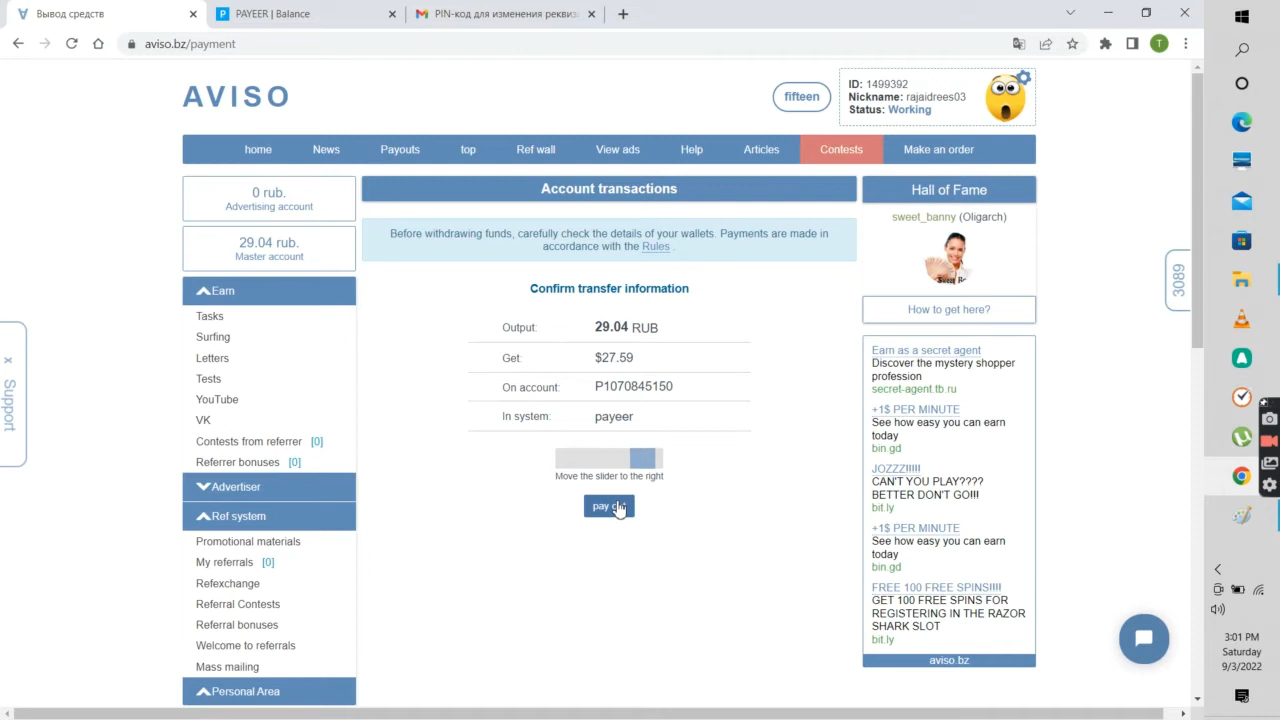 Вывод средств
PAYEER | Balance
PIN-код для изменения реквиз
aviso.bz/payment
T
AVISO
fifteen
ID: 1499392
Nickname: rajaidrees03
Status: Working
home News Payouts top Ref wall View ads Help Articles Contests Make an order
0 rub.
Advertising account
29.04 rub.
Master account
Earn
Tasks
Surfing
Letters
Tests
YouTube
VK
Contests from referrer [0]
Referrer bonuses [0]
Advertiser
Ref system
Promotional materials
My referrals [0]
Refexchange
Referral Contests
Referral bonuses
Welcome to referrals
Mass mailing
Personal Area
x Support
Account transactions
Before withdrawing funds, carefully check the details of your wallets. Payments are made in
accordance with the Rules .
Confirm transfer information
Output: 29.04 RUB
Get: $27.59
On account: P1070845150
In system: payeer
Move the slider to the right
pay
Hall of Fame
sweet_banny (Oligarch)
How to get here?
Earn as a secret agent
Discover the mystery shopper
profession
secret-agent.tb.ru
+1$ PER MINUTE
See how easy you can earn
today
bin.gd
JOZZZ!!!!!
CAN'T YOU PLAY????
BETTER DON'T GO!!!
bit.ly
+1$ PER MINUTE
See how easy you can earn
today
bin.gd
FREE 100 FREE SPINS!!!!
GET 100 FREE SPINS FOR
REGISTERING IN THE RAZOR
SHARK SLOT
bit.ly
aviso.bz
3089
3:01 PM
Saturday
9/3/2022